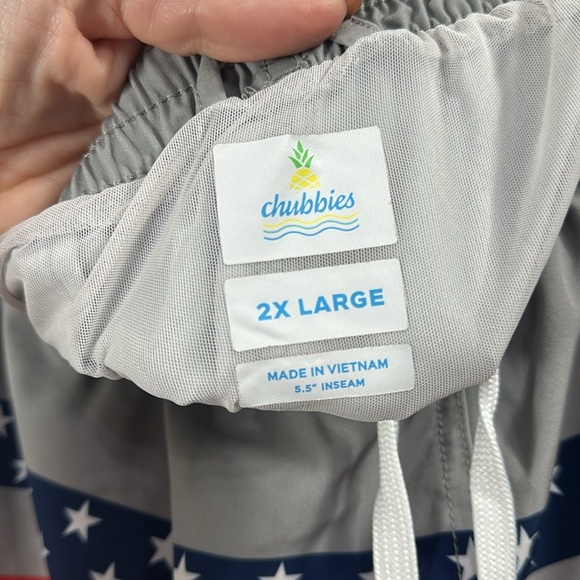 chubbies
2X LARGE
MADE IN VIETNAM
5.5" INSEAM